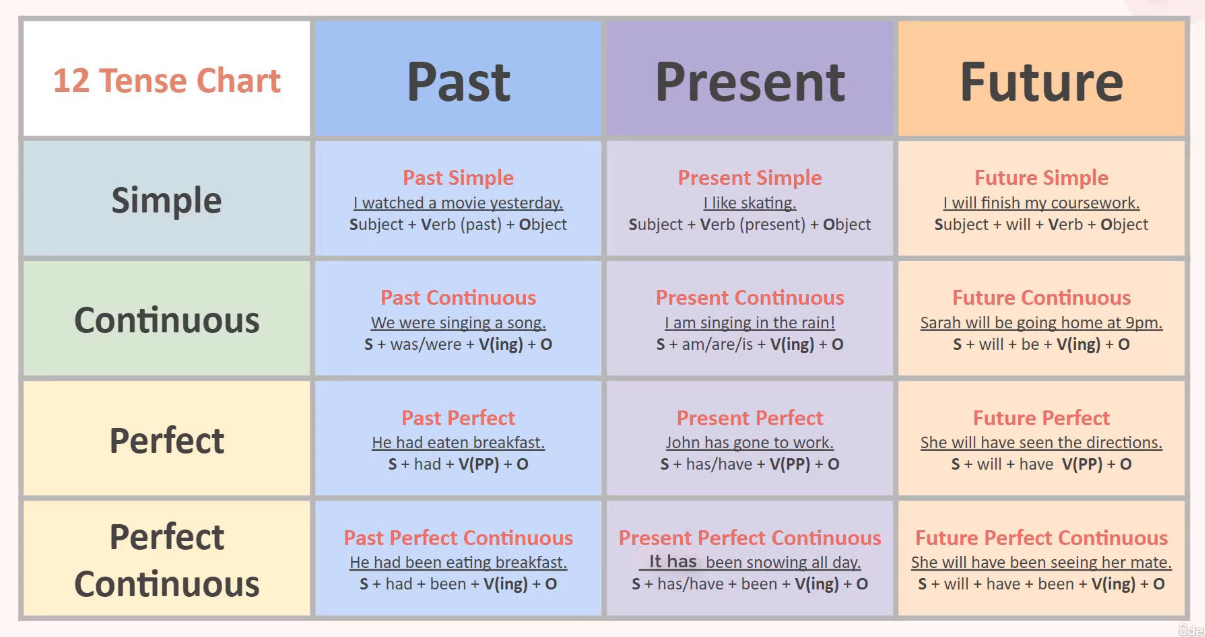 12 Tense Chart
Past
Present
Future
Simple
Past Simple
I watched a movie yesterday.
Subject + Verb (past) + Object
Present Simple
I like skating.
Subject + Verb (present) + Object
Future Simple
I will finish my coursework.
Subject + will + Verb + Object
Continuous
Past Continuous
We were singing a song.
S + was/were + V(ing) + O
Present Continuous
I am singing in the rain!
S + am/are/is + V(ing) + O
Future Continuous
Sarah will be going home at 9pm.
S + will + be + V(ing) + O
Perfect
Past Perfect
He had eaten breakfast.
S + had + V(PP) + O
Present Perfect
John has gone to work.
S + has/have + V(PP) + O
Future Perfect
She will have seen the directions.
S + will + have V(PP) + O
Perfect
Continuous
Past Perfect Continuous
He had been eating breakfast.
S + had + been + V(ing) + O
Present Perfect Continuous
It has been snowing all day.
S + has/have + been + V(ing) + O
Future Perfect Continuous
She will have been seeing her mate.
S + will + have + been + V(ing) + O